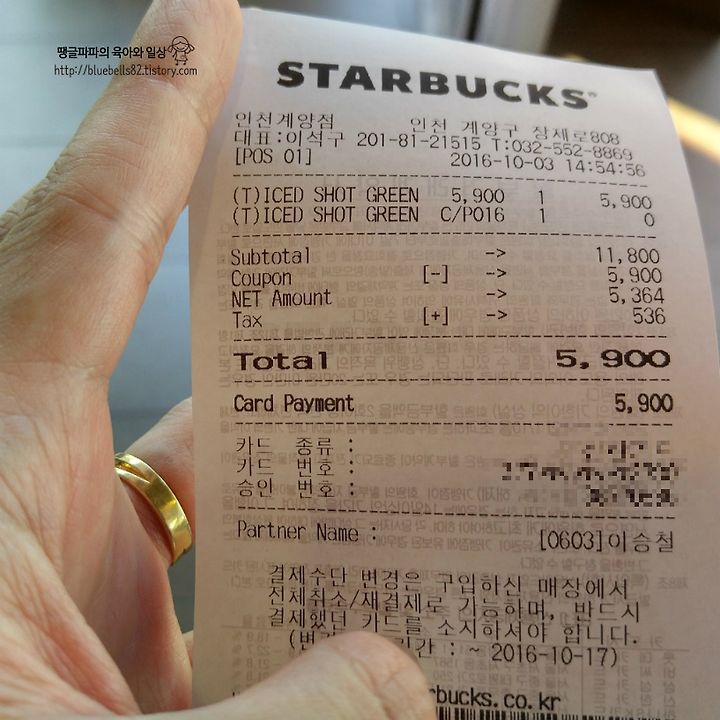 땡글파파의 육아와 일상
http://bluebells82.tistory.com
STARBUCKS
인천계양점 인천 계양구 장제로808
대표:이석구 201-81-21515 T:032-552-8869
[POS 01] 2016-10-03 14:54:56
(T)ICED SHOT GREEN 5,900 1 5,900
(T)ICED SHOT GREEN C/P016 1 0
Subtotal -> 11,800
Coupon [-] -> 5,900
NET Amount -> 5,364
Tax [+] -> 536
Total 5,900
Card Payment 5,900
카드 종류 :
카드 번호 :
승인 번호 :
Partner Name : [0603]이승철
결제수단 변경은 구입하신 매장에서
전체취소/재결제로 가능하며, 반드시
결제했던 카드를 소지하셔야 합니다.
: ~ 2016-10-17)
rbucks.co.kr